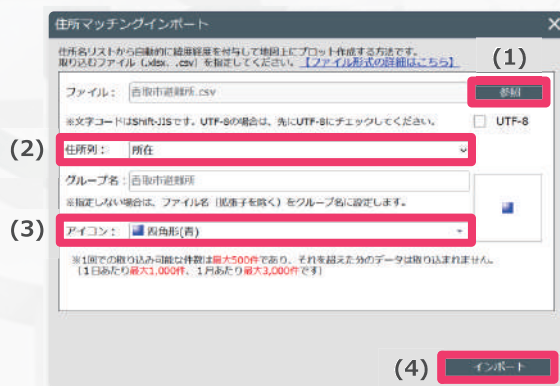 住所マッチングインポート
住所名リストから自動的に緯度経度を付与して地図上にプロット作成する方法です。
取り込むファイル（.xlsx、.csv）を指定してください。【ファイル形式の詳細はこちら】
(1)
ファイル： 香取市避難所.csv 参照
※文字コードはShift-JISです。UTF-8の場合は、先にUTF-8にチェックしてください。 UTF-8
(2) 住所列： 所在
グループ名： 香取市避難所
※指定しない場合は、ファイル名（拡張子を除く）をグループ名に設定します。
(3) アイコン： 四角形(青)
※1回での取り込み可能な件数は最大500件であり、それを超えた分のデータは取り込まれません。
（1日あたり最大1,000件、1月あたり最大3,000件です）
(4) インポート